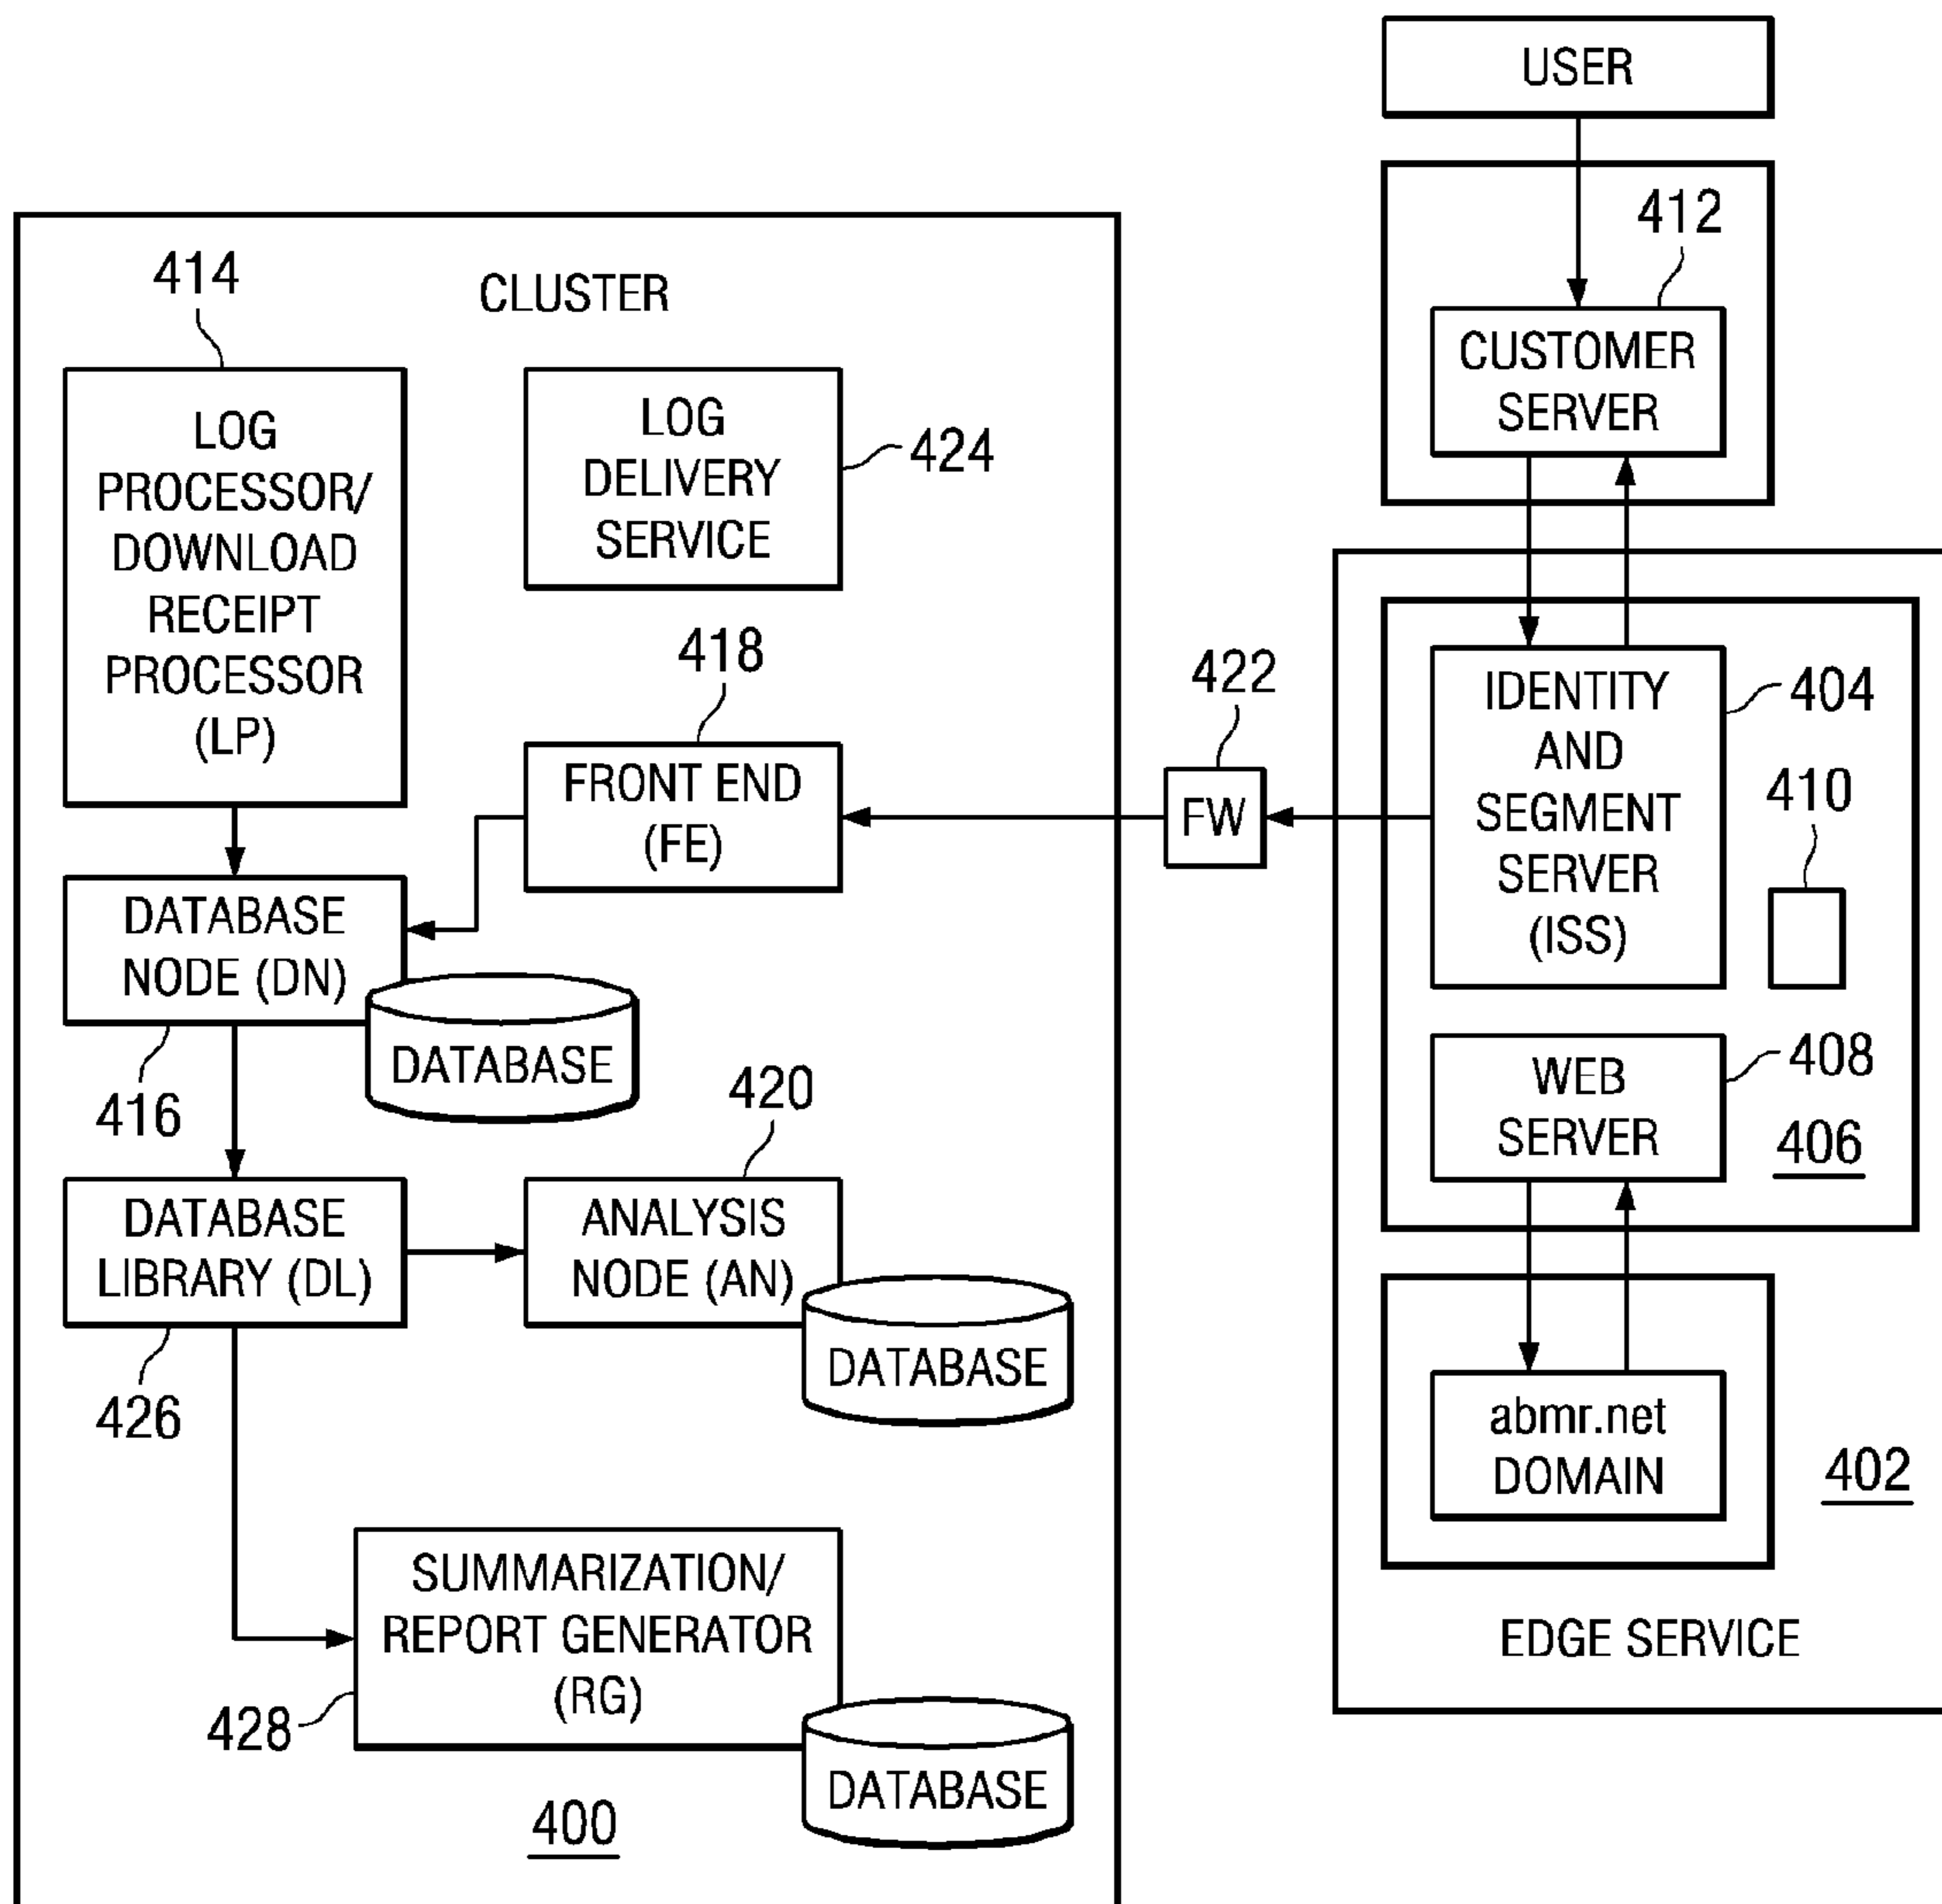 USER
412
CUSTOMER
SERVER
CLUSTER
414
LOG
PROCESSOR/
DOWNLOAD
RECEIPT
PROCESSOR
(LP)
LOG
DELIVERY
SERVICE
424
418
FRONT END
(FE)
422
FW
IDENTITY
AND
SEGMENT
SERVER
(ISS)
404
410
DATABASE
NODE (DN)
DATABASE
416
WEB
SERVER
408
406
420
DATABASE
LIBRARY (DL)
ANALYSIS
NODE (AN)
DATABASE
426
abmr.net
DOMAIN
402
EDGE SERVICE
SUMMARIZATION/
REPORT GENERATOR
(RG)
428
DATABASE
400